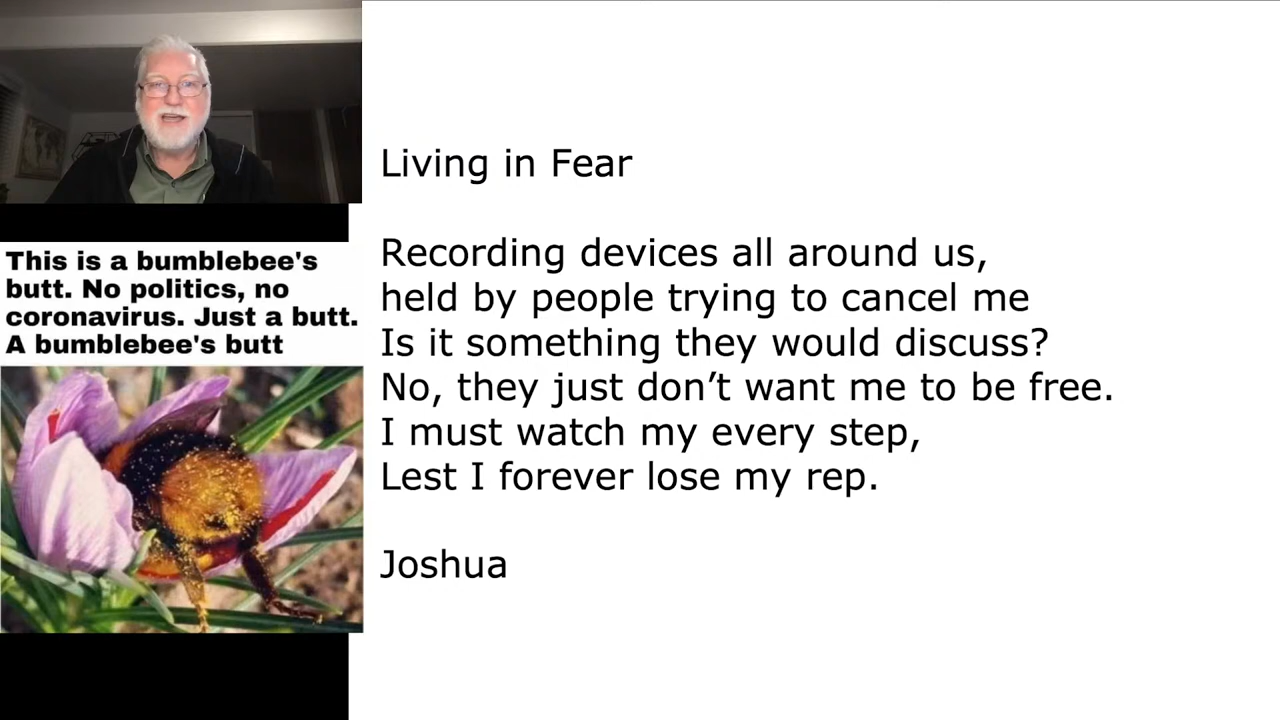 This is a bumblebee's
butt. No politics, no
coronavirus. Just a butt.
A bumblebee's butt
Living in Fear
Recording devices all around us,
held by people trying to cancel me
Is it something they would discuss?
No, they just don’t want me to be free.
I must watch my every step,
Lest I forever lose my rep.
Joshua